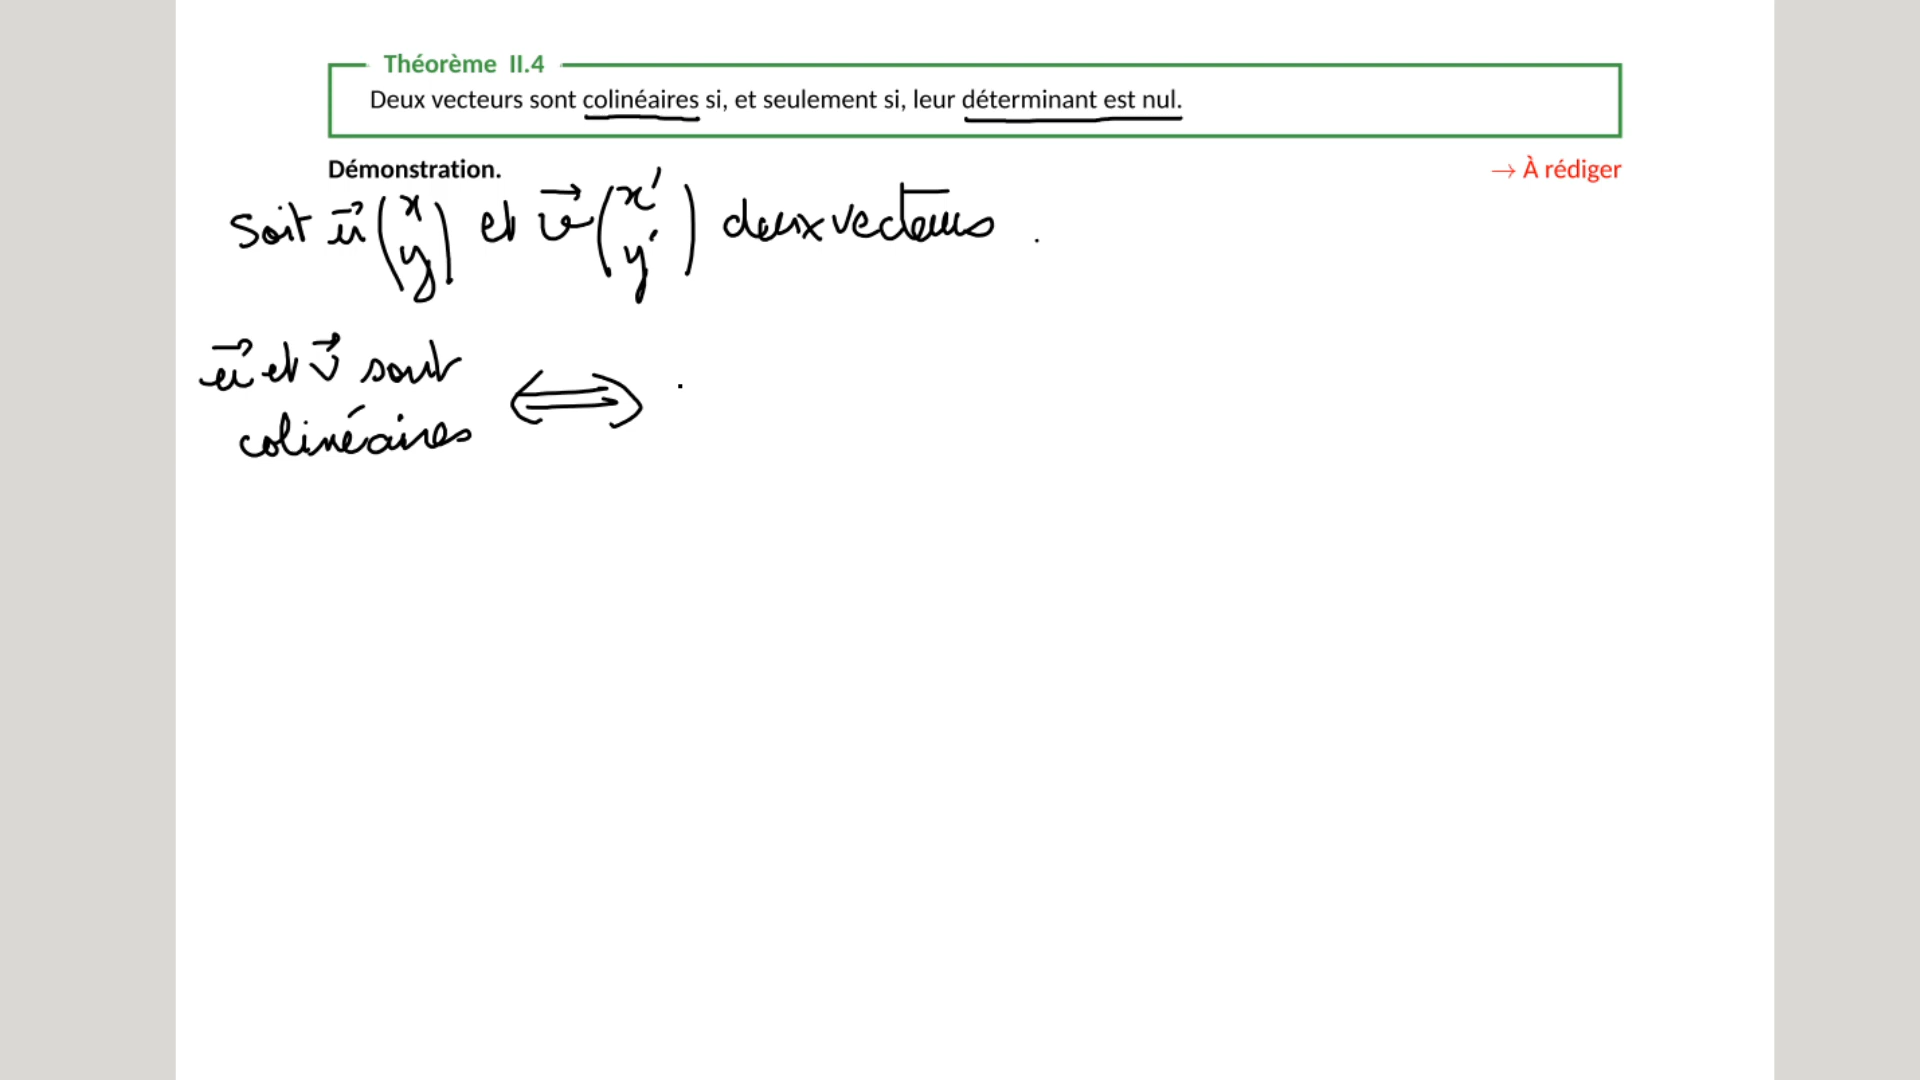 Théorème II.4
Deux vecteurs sont colinéaires si, et seulement si, leur déterminant est nul.
Démonstration. → À rédiger
Soit u⃗ (x y) et v⃗ (x' y') deux vecteurs .
u⃗ et v⃗ sont
colinéaires ⟺